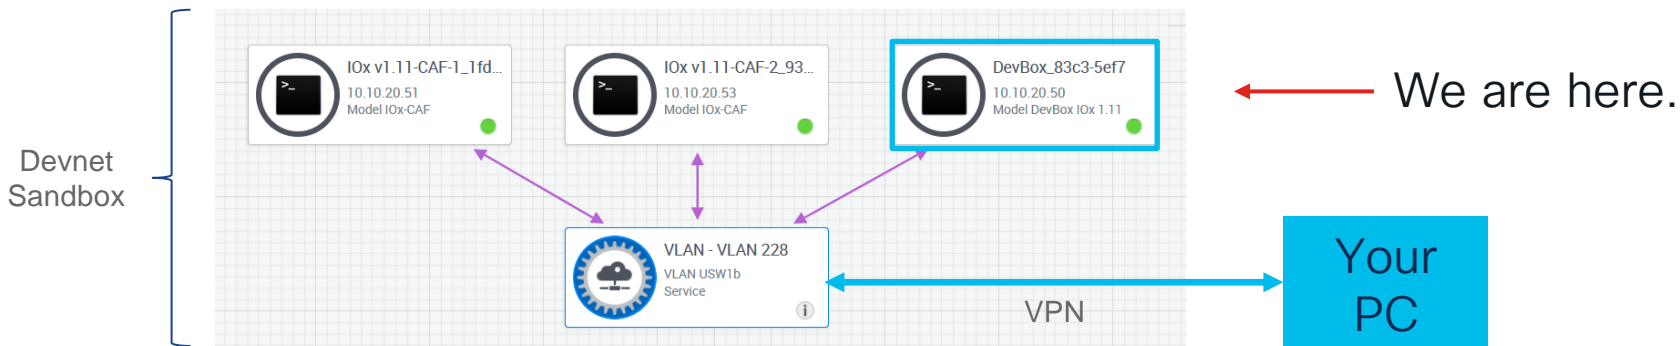 Devnet
Sandbox
>_
IOx v1.11-CAF-1_1fd...
10.10.20.51
Model IOx-CAF
>_
IOx v1.11-CAF-2_93...
10.10.20.53
Model IOx-CAF
>_
DevBox_83c3-5ef7
10.10.20.50
Model DevBox IOx 1.11
We are here.
VLAN - VLAN 228
VLAN USW1b
Service
i
VPN
Your
PC